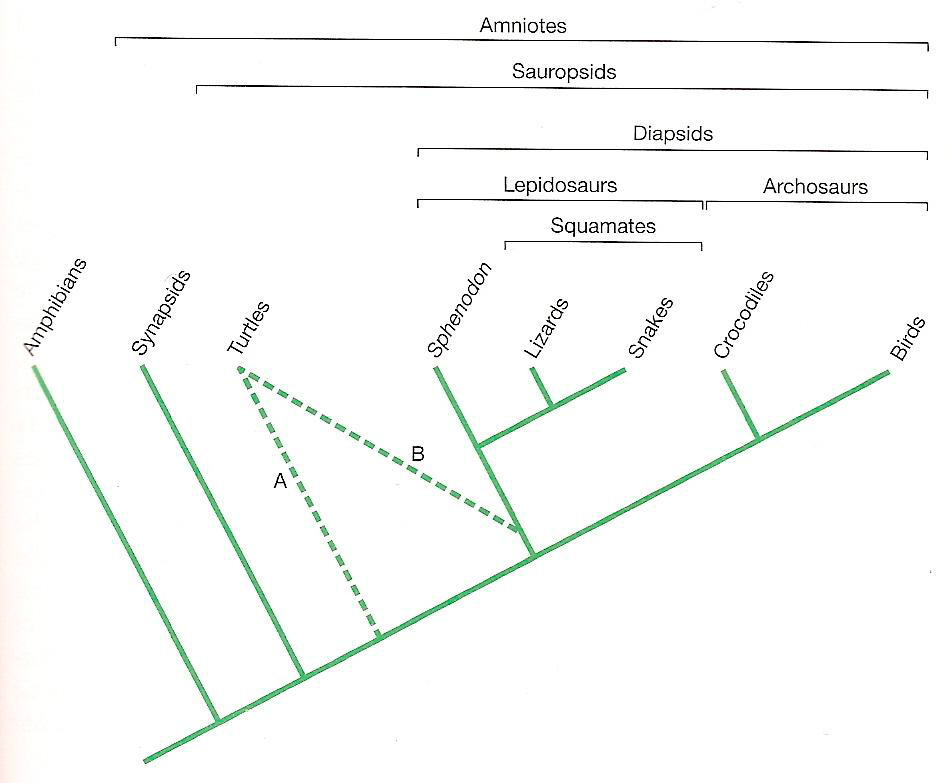 Amniotes
Sauropsids
Diapsids
Lepidosaurs
Archosaurs
Squamates
Amphibians
Synapsids
Turtles
Sphenodon
Lizards
Snakes
Crocodiles
Birds
B
A